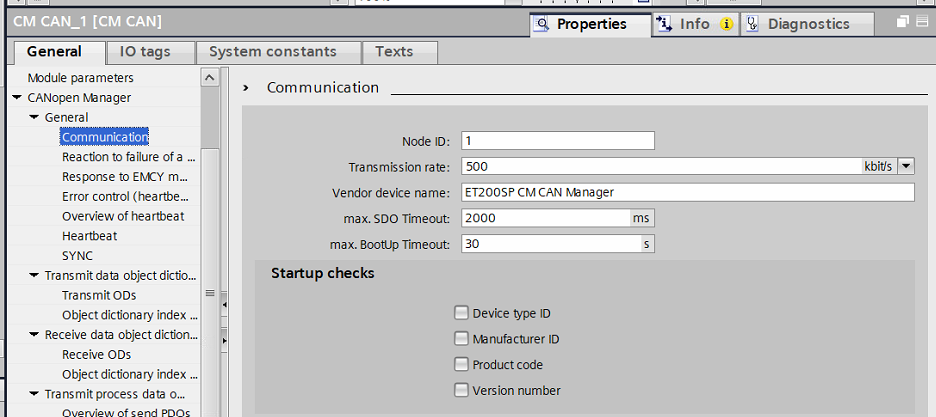 CM CAN_1 [CM CAN]
Properties
Info
Diagnostics
General
IO tags
System constants
Texts
Module parameters
CANopen Manager
General
Communication
Reaction to failure of a ...
Response to EMCY m...
Error control (heartbe...
Overview of heartbeat
Heartbeat
SYNC
Transmit data object dictio...
Transmit ODs
Object dictionary index ...
Receive data object diction...
Receive ODs
Object dictionary index ...
Transmit process data o...
Overview of send PDOs
Communication
Node ID: 1
Transmission rate: 500 kbit/s
Vendor device name: ET200SP CM CAN Manager
max. SDO Timeout: 2000 ms
max. BootUp Timeout: 30 s
Startup checks
Device type ID
Manufacturer ID
Product code
Version number